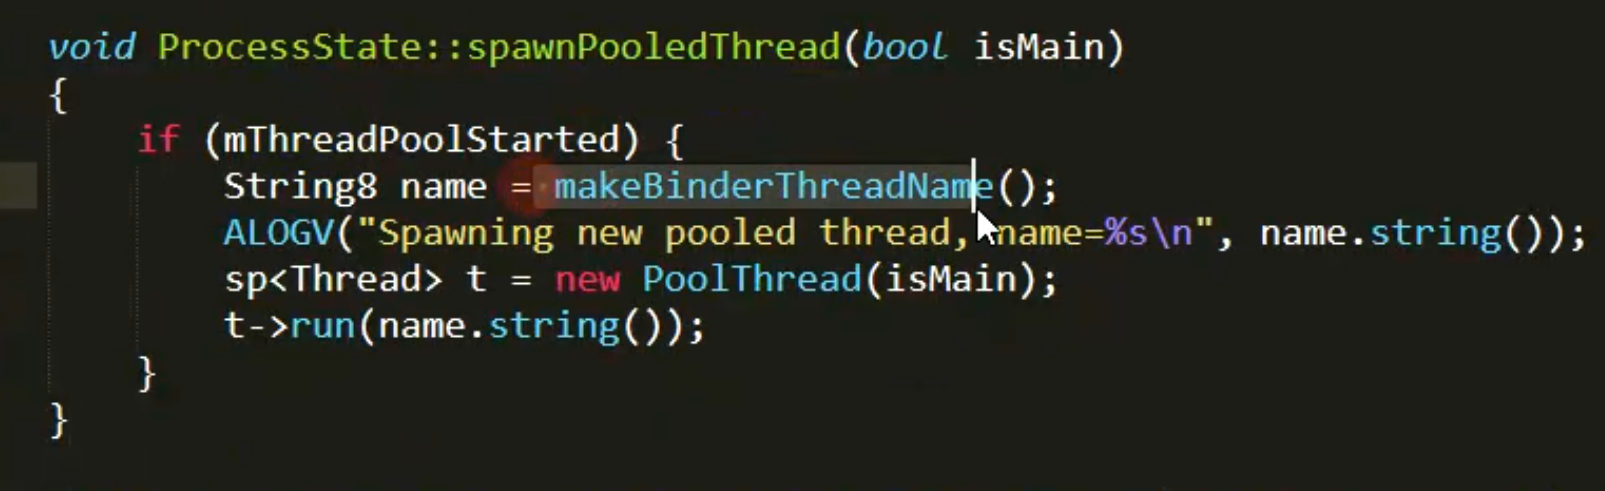 void ProcessState::spawnPooledThread(bool isMain)
{
if (mThreadPoolStarted) {
String8 name = makeBinderThreadName();
ALOGV("Spawning new pooled thread, name=%s\n", name.string());
sp<Thread> t = new PoolThread(isMain);
t->run(name.string());
}
}